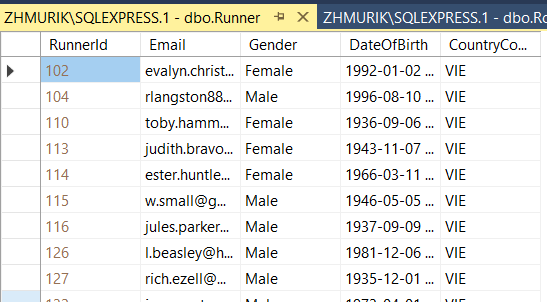 ZHMURIK\SQLEXPRESS.1 - dbo.Runner ZHMURIK\SQLEXPRESS.1 - dbo.Ro
RunnerId Email Gender DateOfBirth CountryCo...
102 evalyn.christ... Female 1992-01-02 ... VIE
104 rlangston88... Male 1996-08-10 ... VIE
110 toby.hamm... Female 1936-09-06 ... VIE
113 judith.bravo... Female 1943-11-07 ... VIE
114 ester.huntle... Female 1966-03-11 ... VIE
115 w.small@g... Male 1946-05-05 ... VIE
116 jules.parker... Male 1937-09-09 ... VIE
126 l.beasley@h... Male 1981-12-06 ... VIE
127 rich.ezell@... Male 1935-12-01 ... VIE